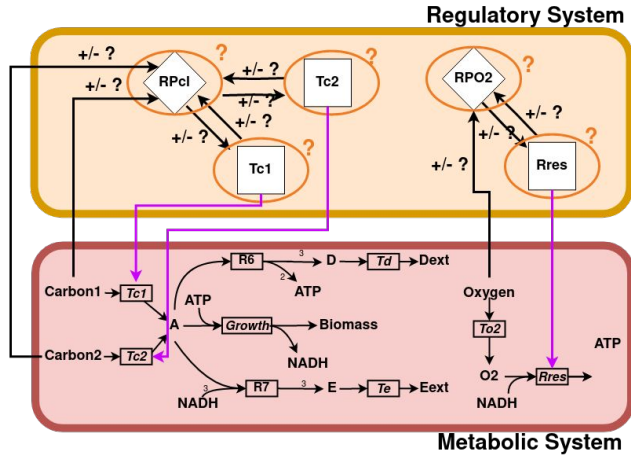 Regulatory System
+/- ?
?
?
?
RPcl
+/- ?
Tc2
RPO2
+/- ?
+/- ?
+/- ?
+/- ?
?
?
+/- ?
Tc1
Rres
R6
3
D
Td
Dext
2
ATP
Carbon1
Tc1
Oxygen
ATP
A
Growth
Biomass
To2
ATP
Carbon2
Tc2
NADH
O2
Rres
3
R7
3
E
Te
Eext
NADH
NADH
Metabolic System